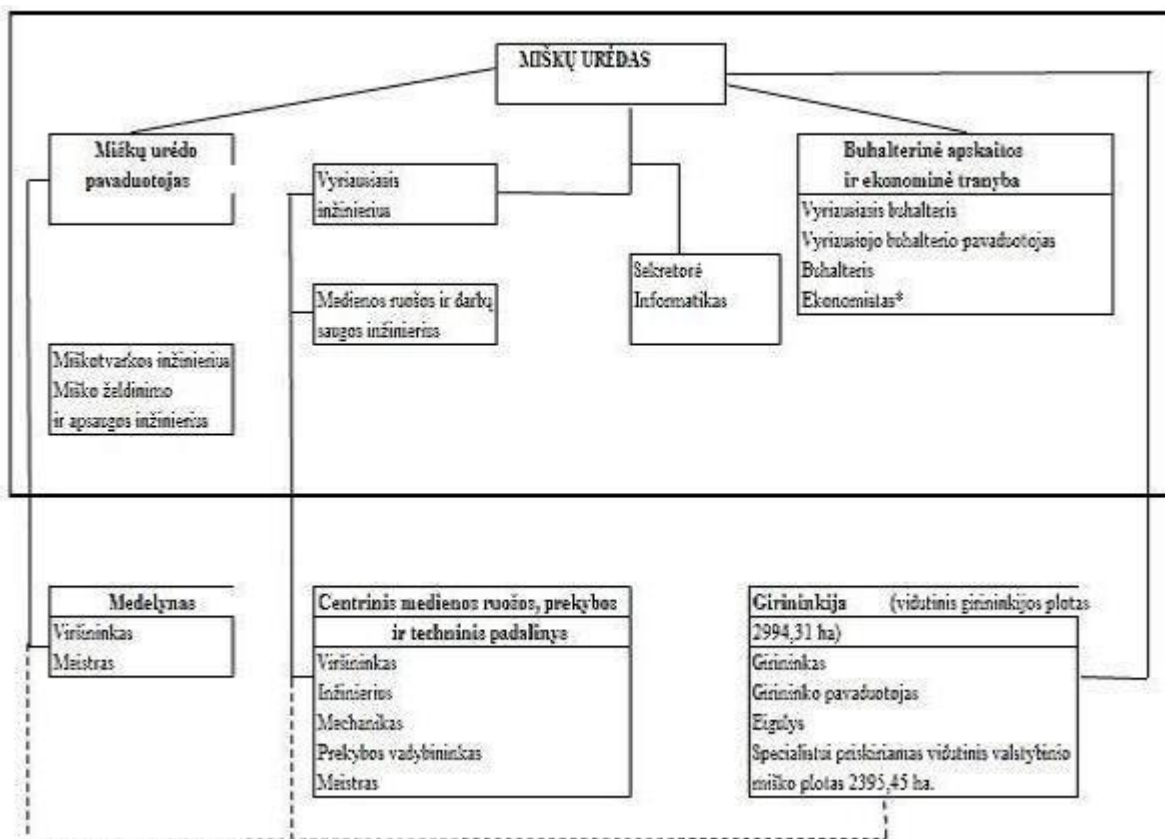 MIŠKŲ URĖDAS
Miškų urėdo
pavaduotojas
Vyriausiasis
inžinierius
Buhalterinė apskaitos
ir ekonominė tranyba
Vyriausiasis buhalteris
Vyriausiojo buhalterio pavaduotojas
Buhalteris
Ekonomistas*
Sekretorė
Informatikas
Medienos ruošos ir darbų
saugos inžinierius
Miškotvarkos inžinierius
Miško želdinimo
ir apsaugos inžinierius
Medelynas
Viršininkas
Meistras
Centrinis medienos ruošos, prekybos
ir techninis padalinys
Viršininkas
Inžinierius
Mechanikas
Prekybos vadybininkas
Meistras
Girininkija (vidutinis girininkijos plotas
2994,31 ha)
Girininkas
Girininko pavaduotojas
Eigulys
Specialistui priskiriamas vidutinis valstybinio
miško plotas 2395,45 ha.